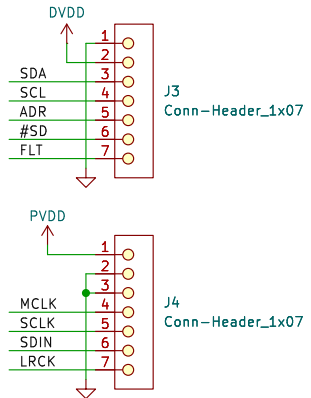 DVDD
1
2
SDA 3
SCL 4
ADR 5
#SD 6
FLT 7
J3
Conn-Header_1x07
PVDD
1
2
3
MCLK 4
SCLK 5
SDIN 6
LRCK 7
J4
Conn-Header_1x07